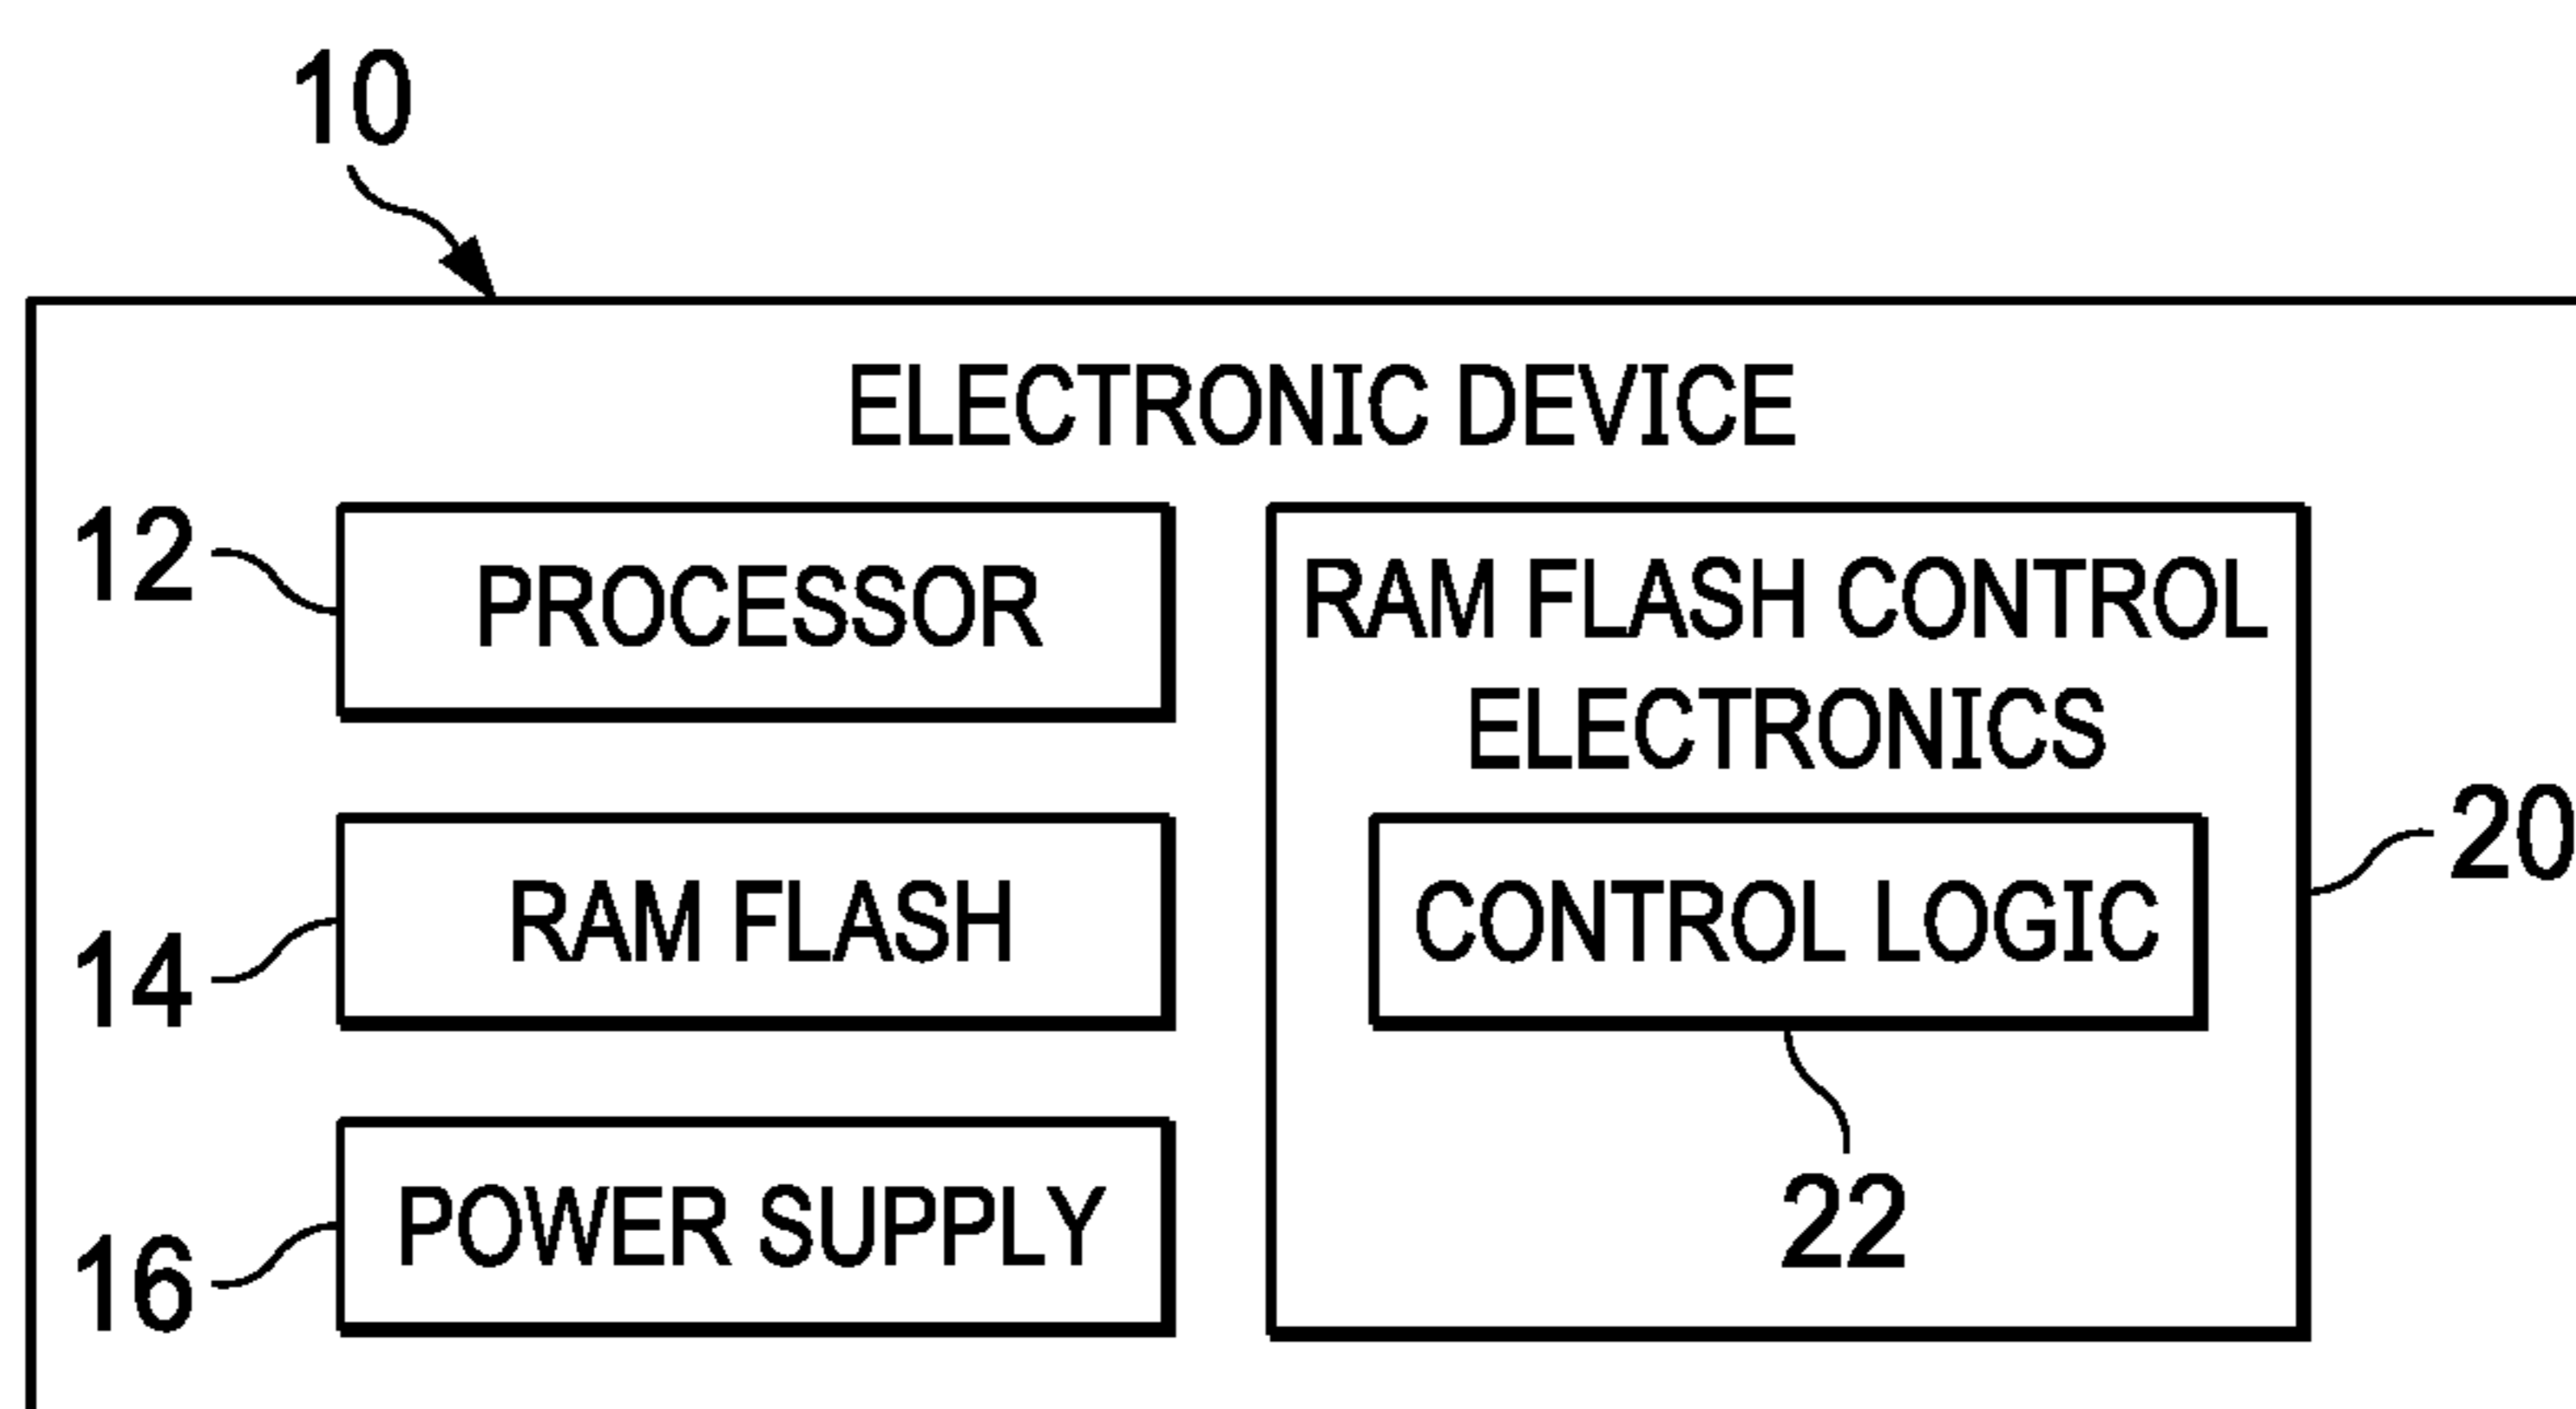 10
ELECTRONIC DEVICE
12
PROCESSOR
RAM FLASH CONTROL
ELECTRONICS
14
RAM FLASH
CONTROL LOGIC
20
16
POWER SUPPLY
22